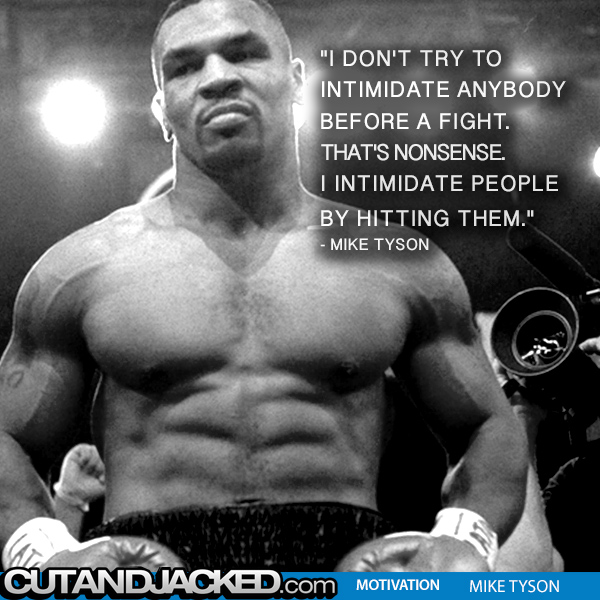 "I DON'T TRY TO
INTIMIDATE ANYBODY
BEFORE A FIGHT.
THAT'S NONSENSE.
I INTIMIDATE PEOPLE
BY HITTING THEM."
- MIKE TYSON
CUTANDJACKED.com
MOTIVATION
MIKE TYSON